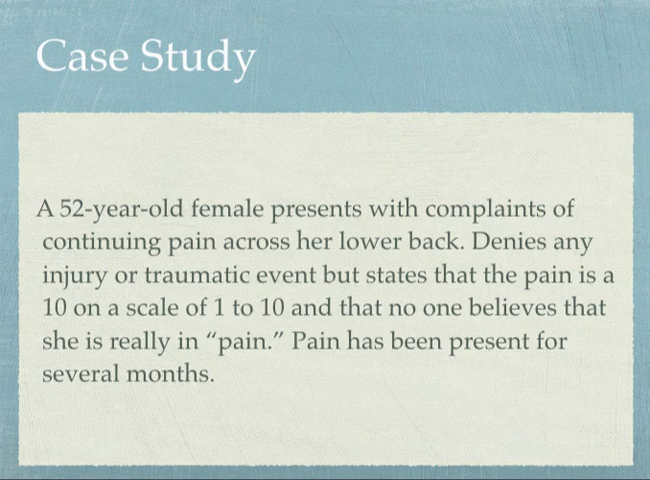 Case Study
A 52-year-old female presents with complaints of
continuing pain across her lower back. Denies any
injury or traumatic event but states that the pain is a
10 on a scale of 1 to 10 and that no one believes that
she is really in “pain.” Pain has been present for
several months.